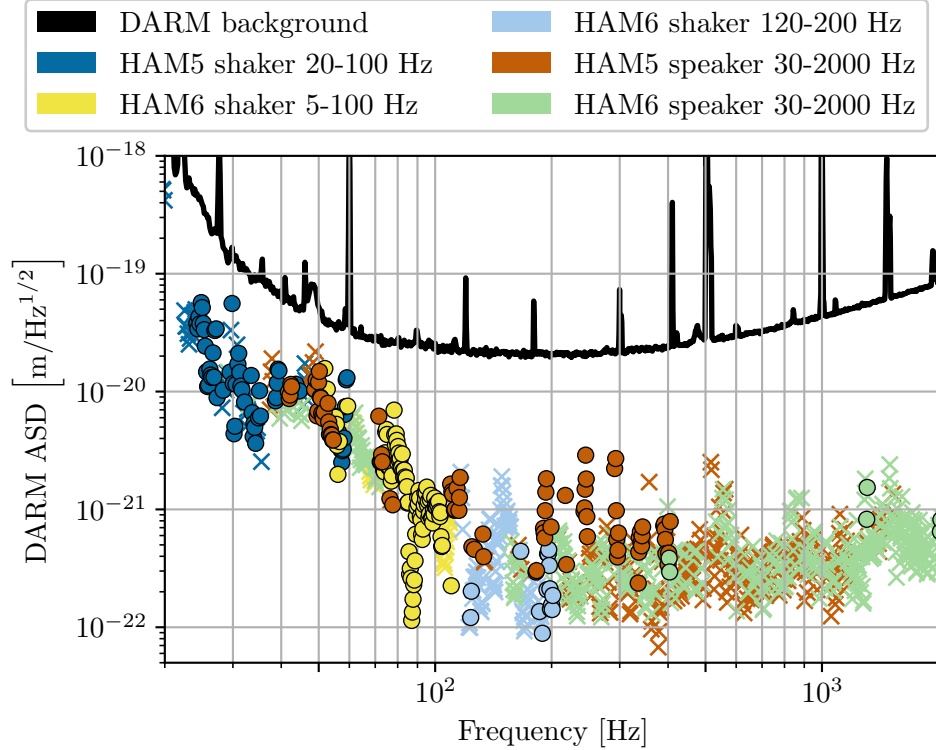 DARM background
HAM5 shaker 20-100 Hz
HAM6 shaker 5-100 Hz
HAM6 shaker 120-200 Hz
HAM5 speaker 30-2000 Hz
HAM6 speaker 30-2000 Hz
DARM ASD [m/Hz^{1/2}]
10^{-18}
10^{-19}
10^{-20}
10^{-21}
10^{-22}
10^2
10^3
Frequency [Hz]